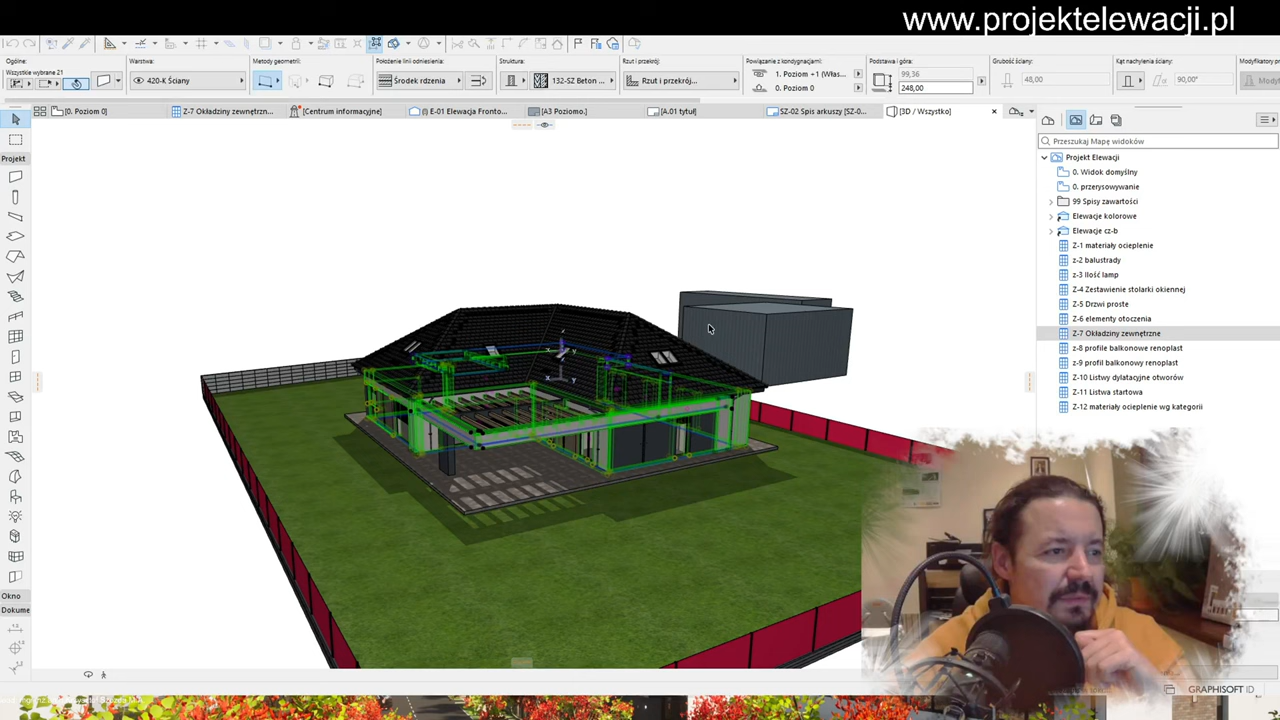 www.projektelewacji.pl
Ogólne:
Wszystkie wybrane 21
Warstwa:
420-K Ściany
Metody geometrii:
Położenie linii odniesienia:
Środek rdzenia
Struktura:
132-SZ Beton ...
Rzut i przekrój:
Rzut i przekrój...
Powiązania z kondygnacjami:
1. Poziom +1 (Włas...
0. Poziom 0
Podstawa i góra:
99,36
248,00
Grubość ściany:
48,00
Kąt nachylenia ściany:
90,00°
Modyfikator p
[0. Poziom 0]
Z-7 Okładziny zewnętrzn...
[Centrum informacyjne]
(I) E-01 Elewacja Fronto...
[A3 Poziomo.]
[A.01 tytuł]
SZ-02 Spis arkuszy [SZ-0...
[3D / Wszystko]
Przeszukaj Mapę widoków
Projekt
Projekt Elewacji
0. Widok domyślny
0. przerysowywanie
99 Spisy zawartości
Elewacje kolorowe
Elewacje cz-b
Z-1 materiały ocieplenie
z-2 balustrady
z-3 Ilość lamp
Z-4 Zestawienie stolarki okiennej
Z-5 Drzwi proste
Z-6 elementy otoczenia
Z-7 Okładziny zewnętrzne
z-8 profile balkonowe renoplast
z-9 profil balkonowy renoplast
Z-10 Listwy dylatacyjne otworów
Z-11 Listwa startowa
Z-12 materiały ocieplenie wg kategorii
Okno
Dokume
GRAPHISOFT ID